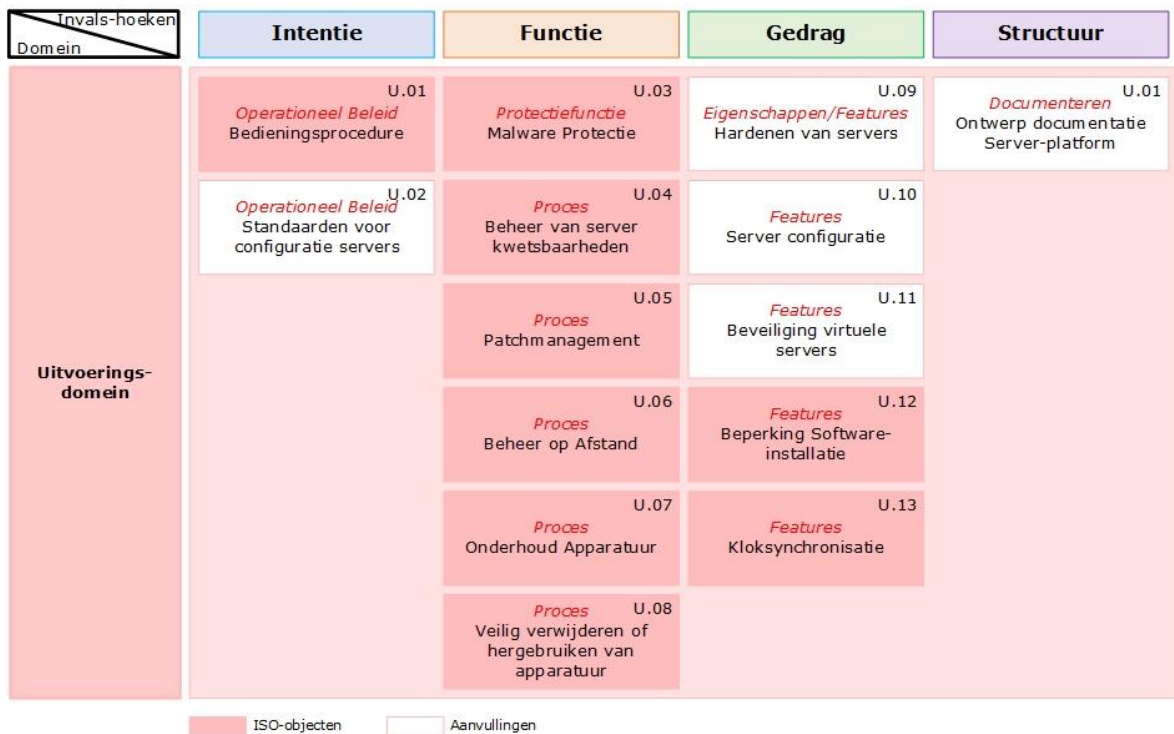 Invals-hoeken
Domein
Intentie
Functie
Gedrag
Structuur
Uitvoerings-
domein
U.01
Operationeel Beleid
Bedieningsprocedure
U.02
Operationeel Beleid
Standaarden voor
configuratie servers
U.03
Protectiefunctie
Malware Protectie
U.04
Proces
Beheer van server
kwetsbaarheden
U.05
Proces
Patchmanagement
U.06
Proces
Beheer op Afstand
U.07
Proces
Onderhoud Apparatuur
U.08
Proces
Veilig verwijderen of
hergebruiken van
apparatuur
U.09
Eigenschappen/Features
Hardenen van servers
U.10
Features
Server configuratie
U.11
Features
Beveiliging virtuele
servers
U.12
Features
Beperking Software-
installatie
U.13
Features
Kloksynchronisatie
U.01
Documenteren
Ontwerp documentatie
Server-platform
ISO-objecten
Aanvullingen